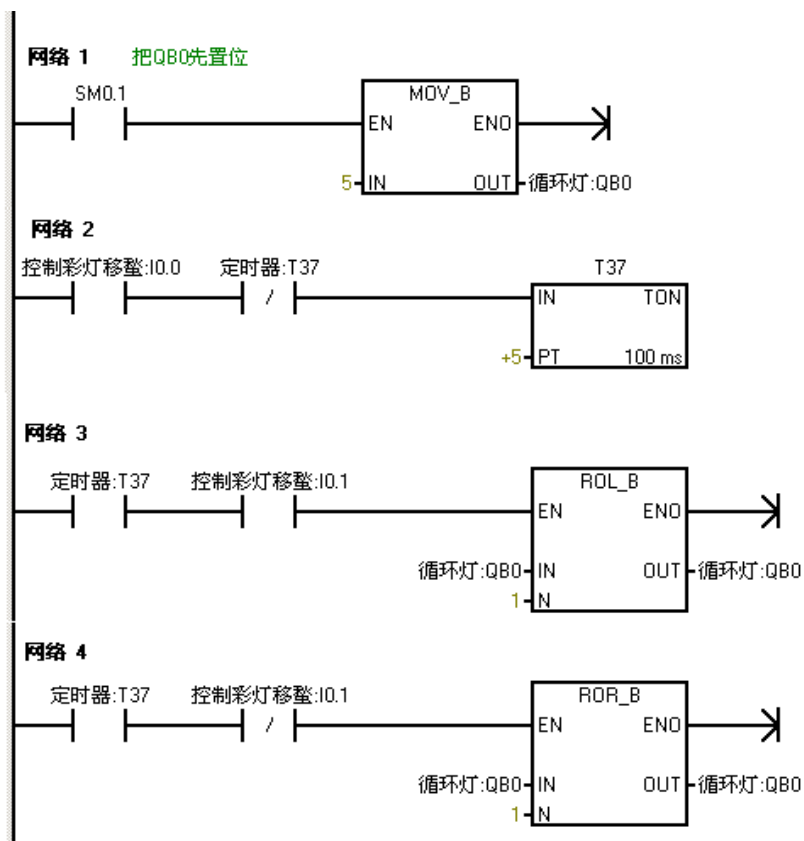 网络 1 把QB0先置位
SM0.1
MOV_B
EN ENO
5 IN OUT 循环灯:QB0
网络 2
控制彩灯移:I0.0 定时器:T37 T37
/
IN TON
+5 PT 100 ms
网络 3
定时器:T37 控制彩灯移:I0.1 ROL_B
EN ENO
循环灯:QB0 IN OUT 循环灯:QB0
1 N
网络 4
定时器:T37 控制彩灯移:I0.1 ROR_B
/
EN ENO
循环灯:QB0 IN OUT 循环灯:QB0
1 N